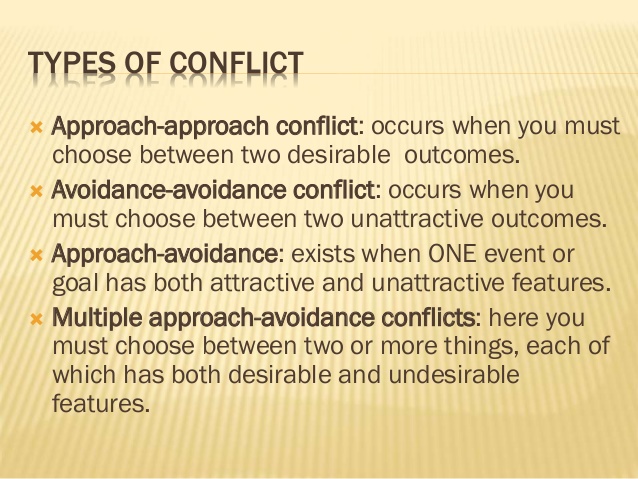 TYPES OF CONFLICT
Approach-approach conflict: occurs when you must
choose between two desirable outcomes.
Avoidance-avoidance conflict: occurs when you
must choose between two unattractive outcomes.
Approach-avoidance: exists when ONE event or
goal has both attractive and unattractive features.
Multiple approach-avoidance conflicts: here you
must choose between two or more things, each of
which has both desirable and undesirable
features.